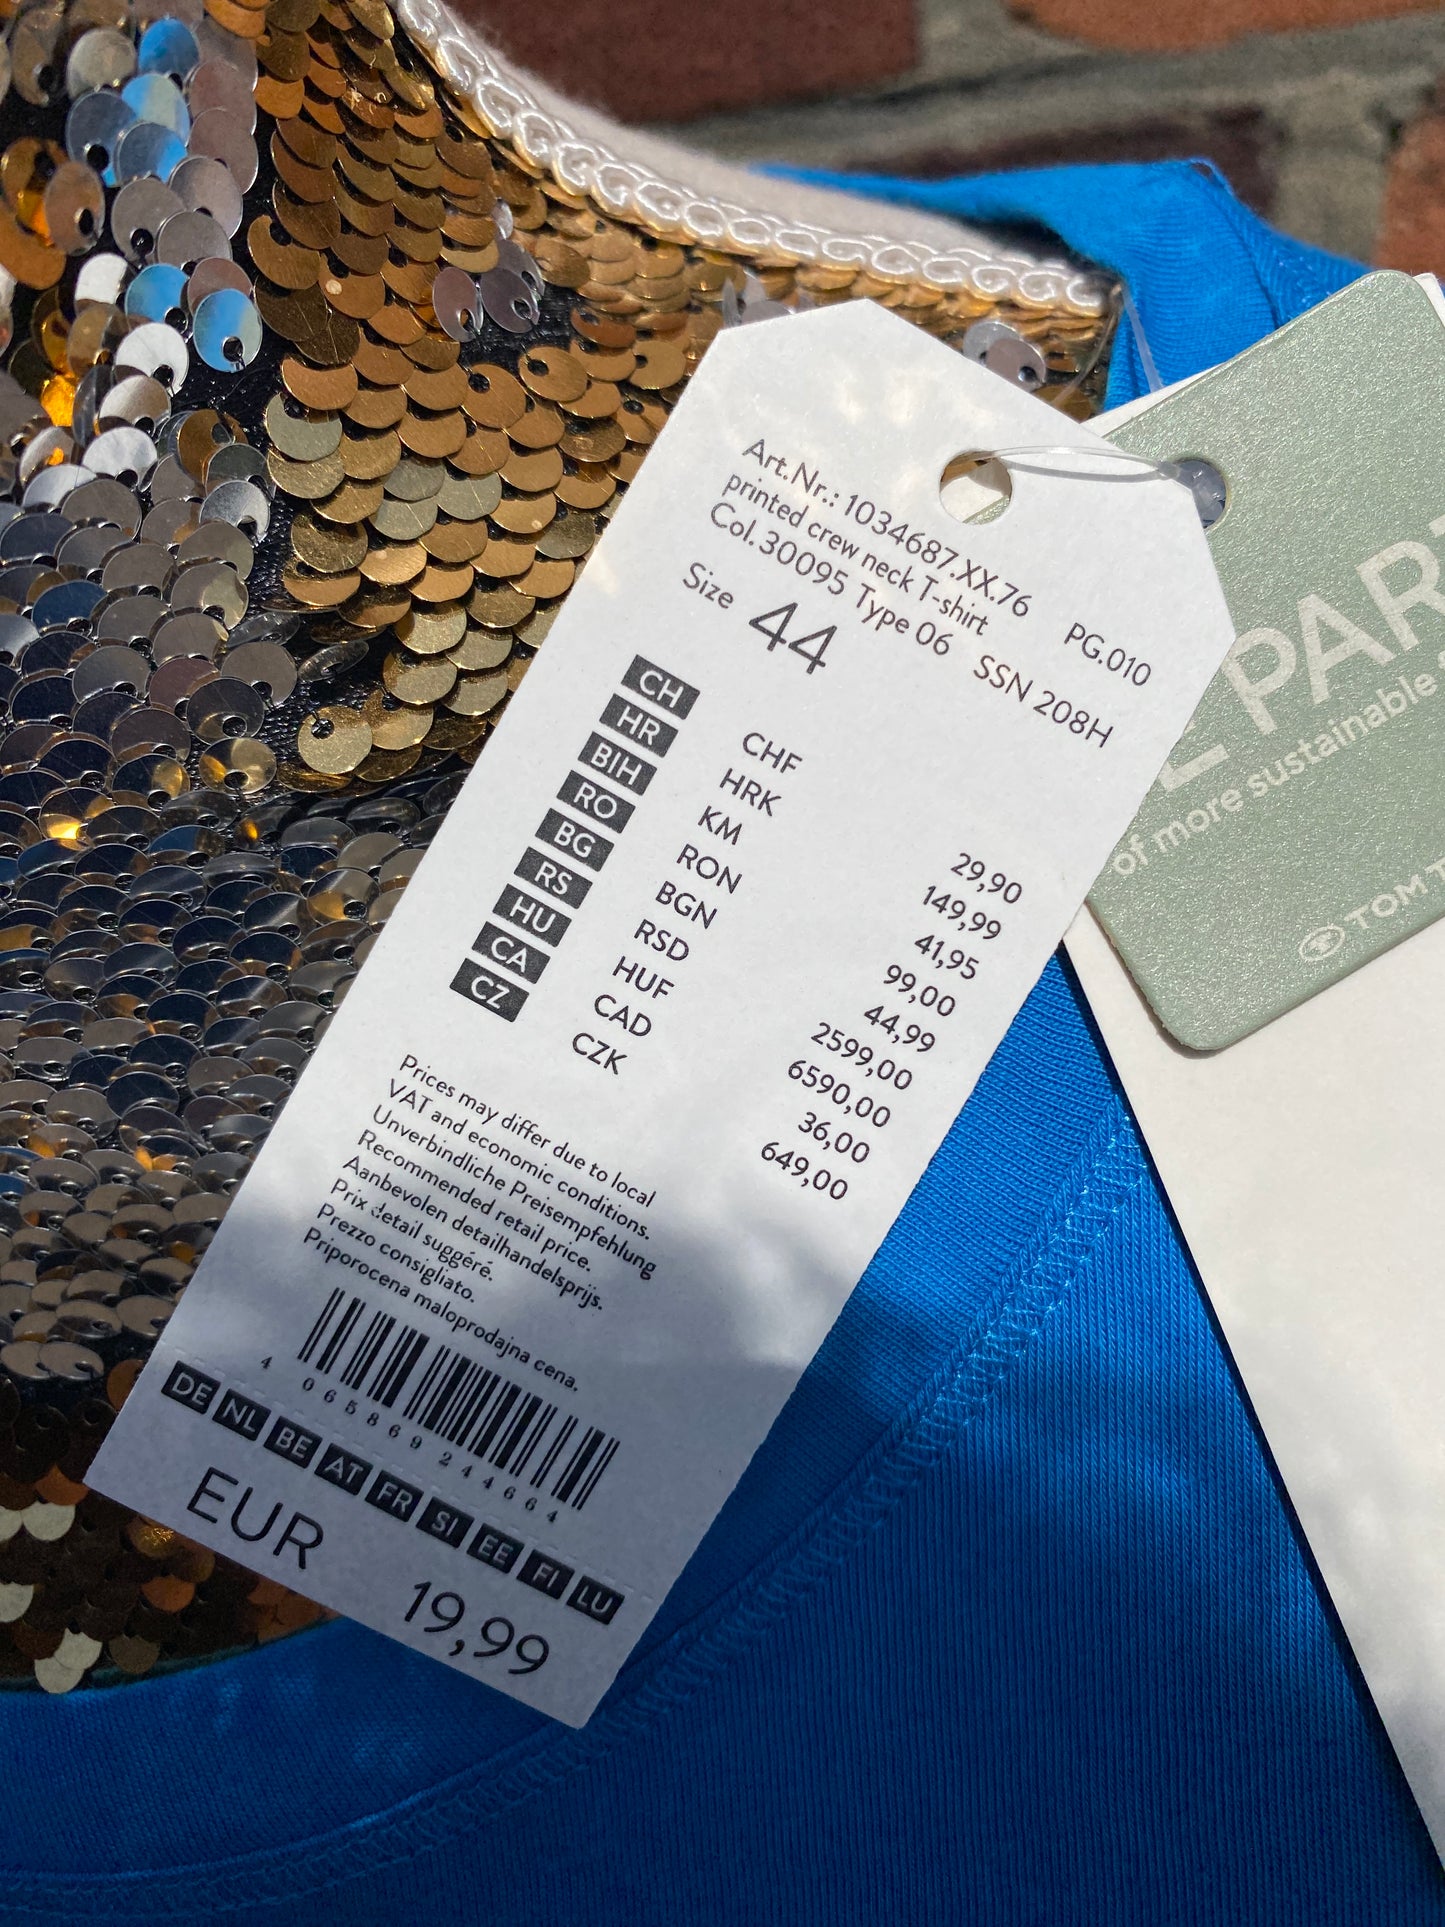 Art.Nr.: 1034687.XX.76 PG.010
printed crew neck T-shirt
Col.30095 Type 06 SSN 208H
Size 44
CH CHF 29,90
HR HRK 149,99
BIH KM 41,95
RO RON 99,00
BG BGN 44,99
RS RSD 2599,00
HU HUF 6590,00
CA CAD 36,00
CZ CZK 649,00
Prices may differ due to local
VAT and economic conditions.
Unverbindliche Preisempfehlung
Recommended retail price.
Aanbevolen detailhandelsprijs.
Prix detail suggéré.
Prezzo consigliato.
Priporocena maloprodajna cena.
4 065869 244664
DE NL BE AT FR SI EE FI LU
EUR 19,99
PAR
of more sustainable
TOM T